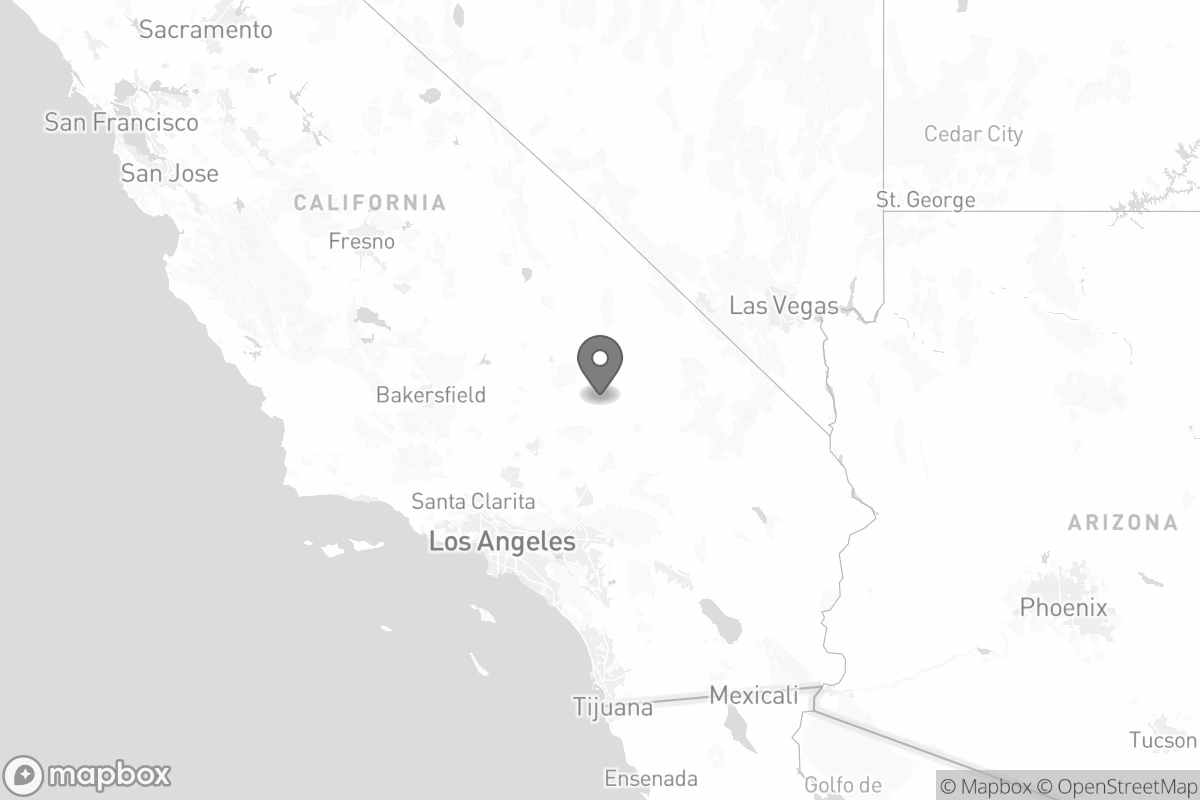 Sacramento
San Francisco
Cedar City
San Jose
CALIFORNIA
St. George
Fresno
Las Vegas
Bakersfield
Santa Clarita
Los Angeles
ARIZONA
Phoenix
Mexicali
Tijuana
Tucson
Ensenada
Golfo de
mapbox
© Mapbox © OpenStreetMap